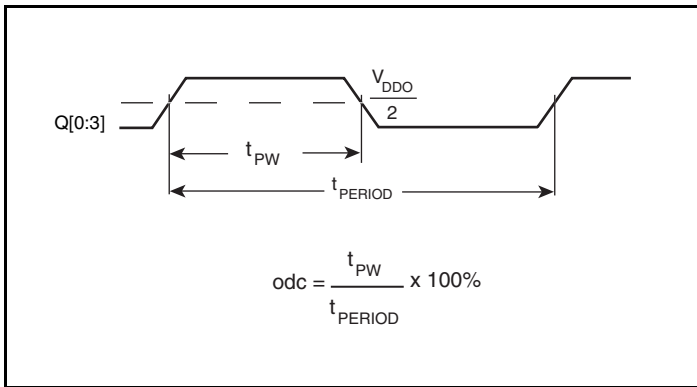 V_DDO
2
Q[0:3]
t_PW
t_PERIOD
odc = t_PW / t_PERIOD x 100%